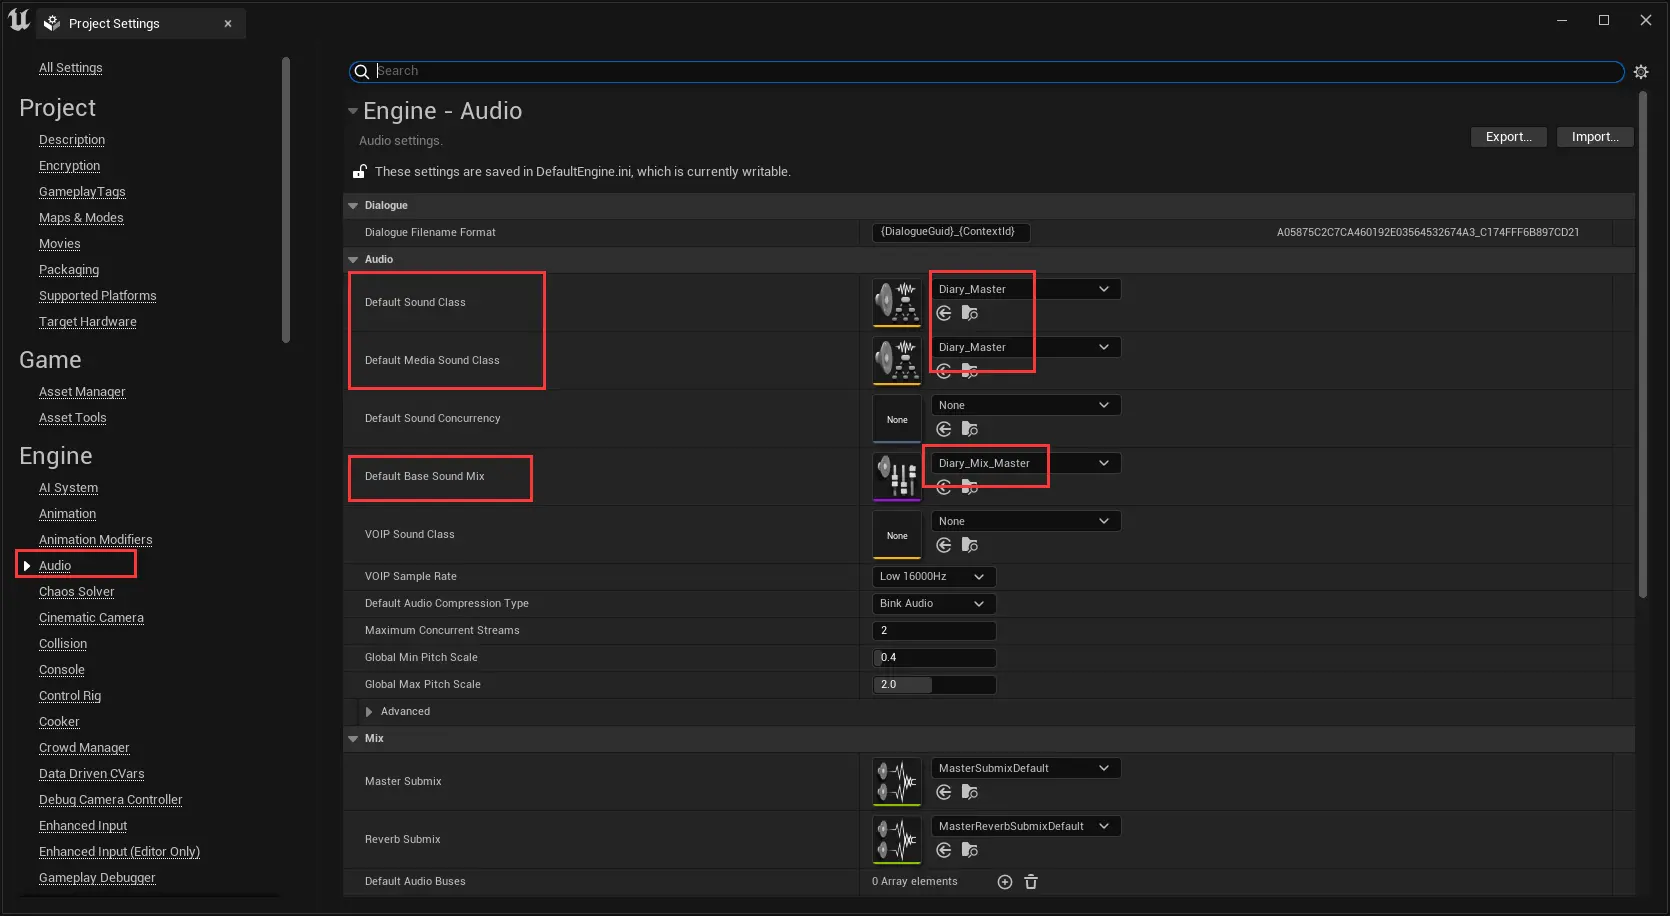 Project Settings
All Settings
Project
Description
Encryption
GameplayTags
Maps & Modes
Movies
Packaging
Supported Platforms
Target Hardware
Game
Asset Manager
Asset Tools
Engine
AI System
Animation
Animation Modifiers
Audio
Chaos Solver
Cinematic Camera
Collision
Console
Control Rig
Cooker
Crowd Manager
Data Driven CVars
Debug Camera Controller
Enhanced Input
Enhanced Input (Editor Only)
Gameplay Debugger
Search
Engine - Audio
Audio settings.
Export... Import...
These settings are saved in DefaultEngine.ini, which is currently writable.
Dialogue
Dialogue Filename Format {DialogueGuid}_{ContextId} A05875C2C7CA460192E03564532674A3_C174FFF6B897CD21
Audio
Default Sound Class Diary_Master
Default Media Sound Class Diary_Master
Default Sound Concurrency None None
Default Base Sound Mix Diary_Mix_Master
VOIP Sound Class None None
VOIP Sample Rate Low 16000Hz
Default Audio Compression Type Bink Audio
Maximum Concurrent Streams 2
Global Min Pitch Scale 0.4
Global Max Pitch Scale 2.0
Advanced
Mix
Master Submix MasterSubmixDefault
Reverb Submix MasterReverbSubmixDefault
Default Audio Buses 0 Array elements